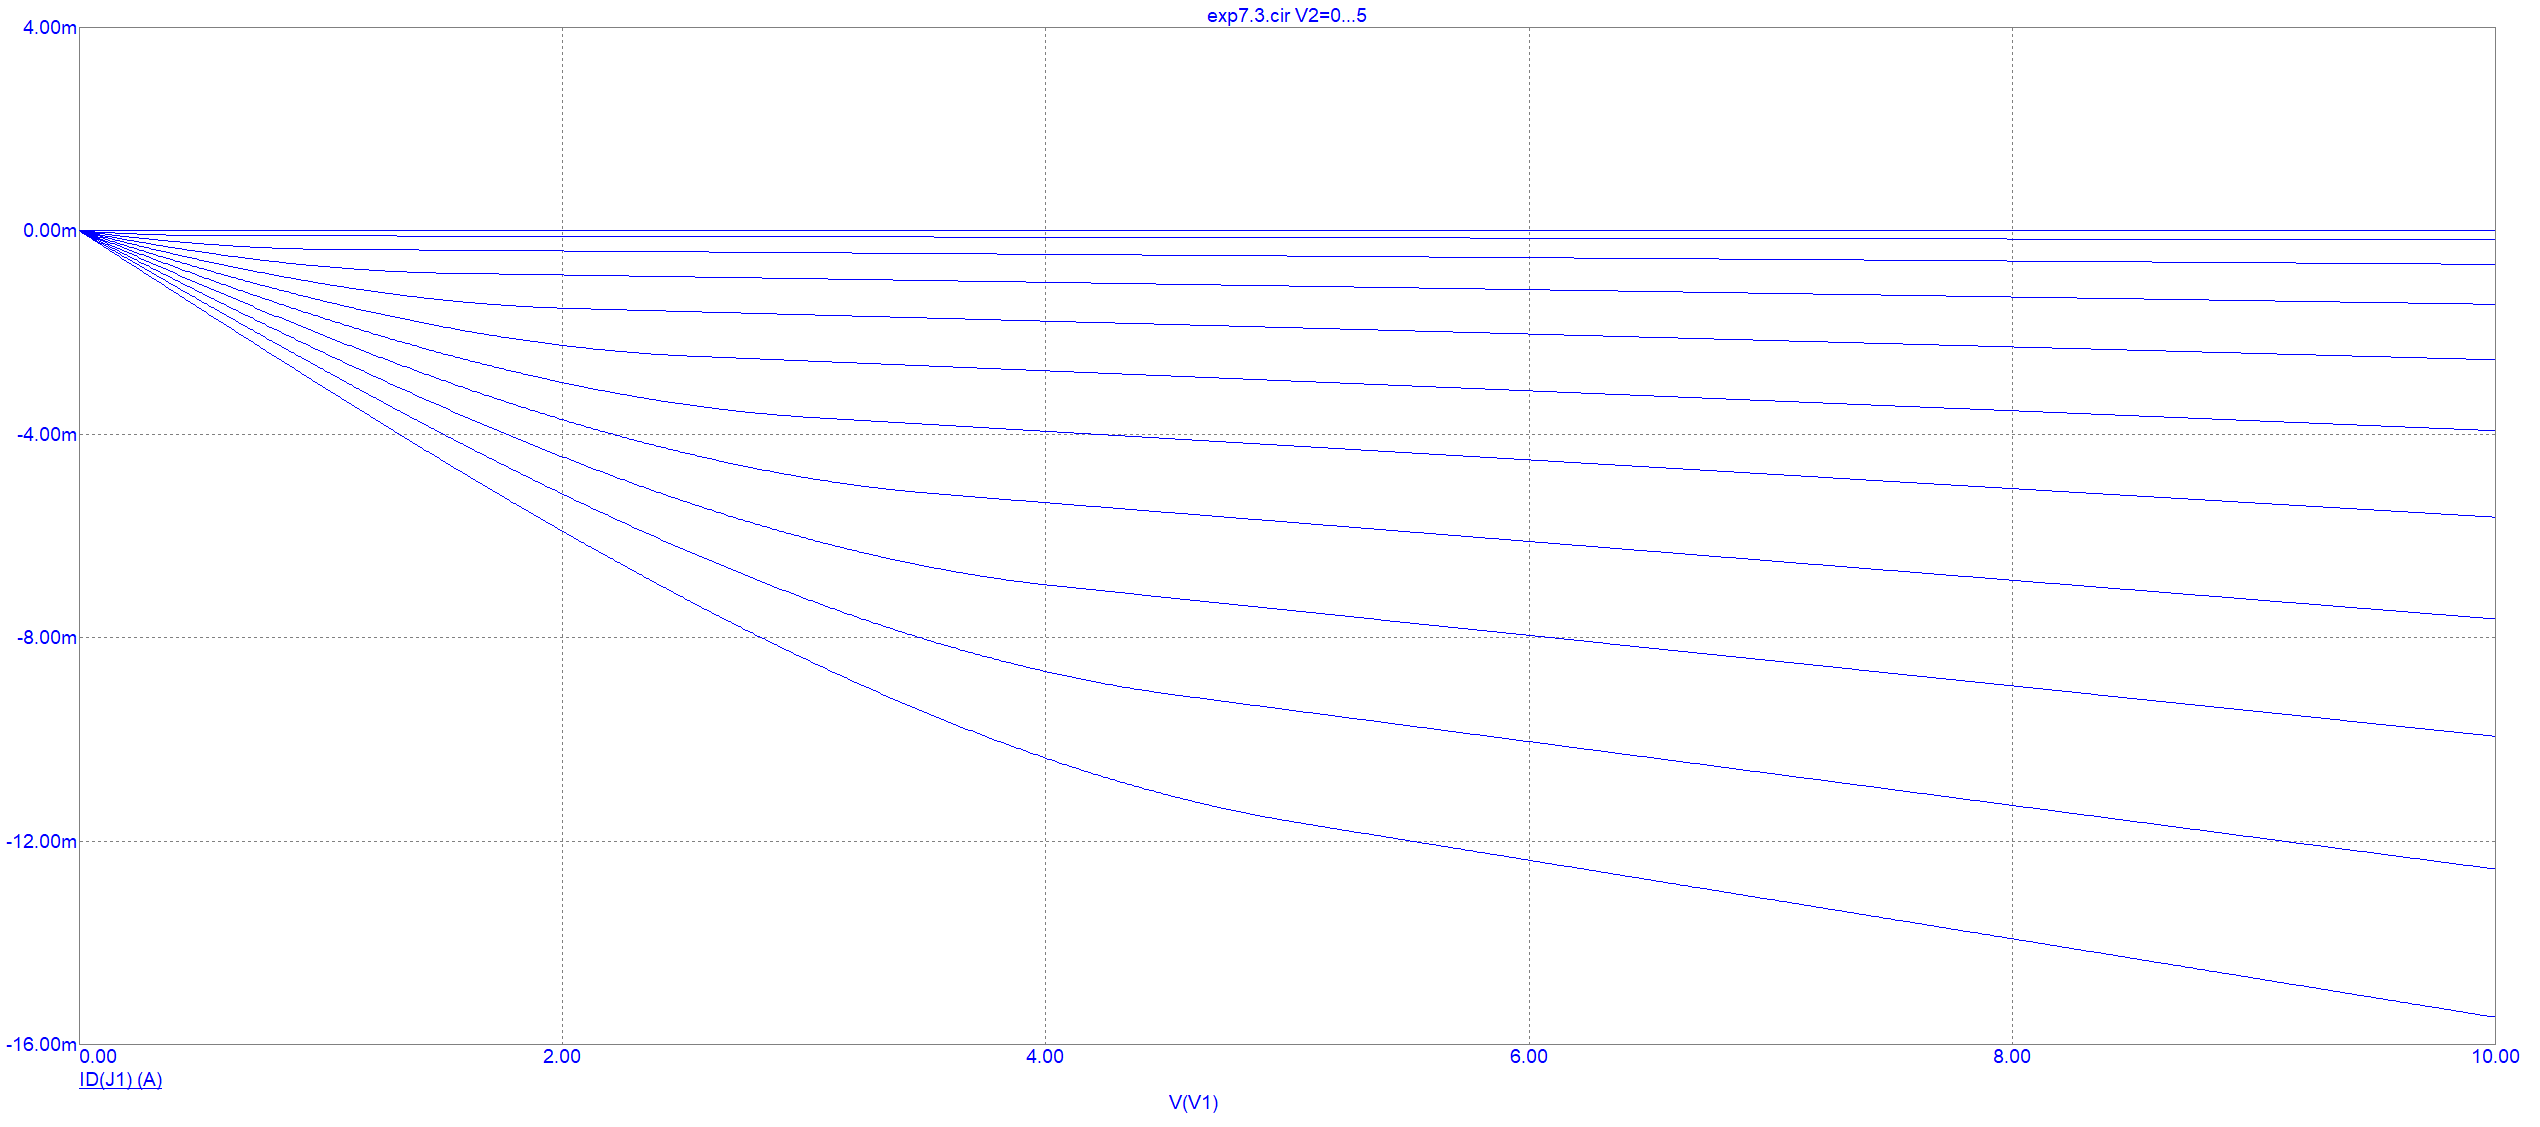 exp7.3.cir V2=0...5
4.00m
0.00m
-4.00m
-8.00m
-12.00m
-16.00m
0.00 2.00 4.00 6.00 8.00 10.00
ID(J1) (A)
V(V1)